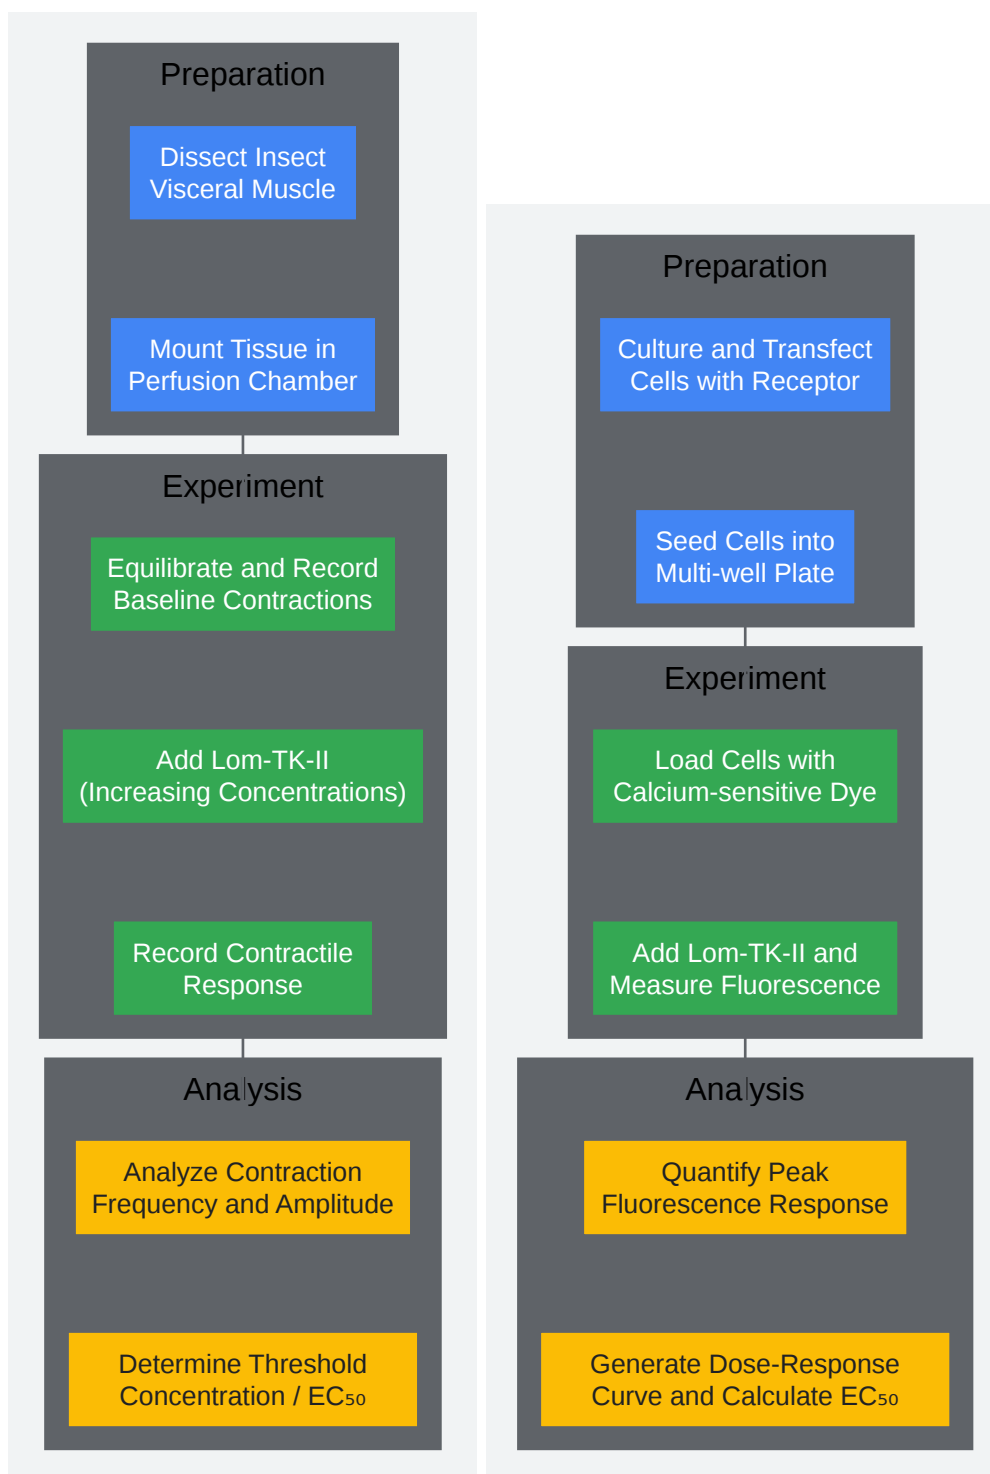 Preparation
Dissect Insect
Visceral Muscle
Mount Tissue in
Perfusion Chamber
Experiment
Equilibrate and Record
Baseline Contractions
Add Lom-TK-II
(Increasing Concentrations)
Record Contractile
Response
Analysis
Analyze Contraction
Frequency and Amplitude
Determine Threshold
Concentration / EC₅₀
Preparation
Culture and Transfect
Cells with Receptor
Seed Cells into
Multi-well Plate
Experiment
Load Cells with
Calcium-sensitive Dye
Add Lom-TK-II and
Measure Fluorescence
Analysis
Quantify Peak
Fluorescence Response
Generate Dose-Response
Curve and Calculate EC₅₀